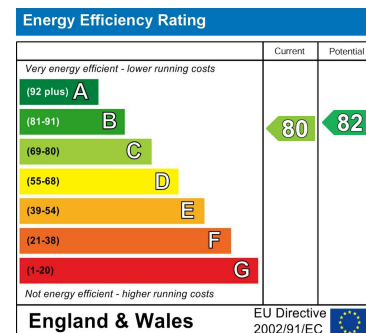 Energy Efficiency Rating
Current Potential
Very energy efficient - lower running costs
(92 plus) A
(81-91) B
(69-80) C
(55-68) D
(39-54) E
(21-38) F
(1-20) G
80
82
Not energy efficient - higher running costs
England & Wales
EU Directive
2002/91/EC